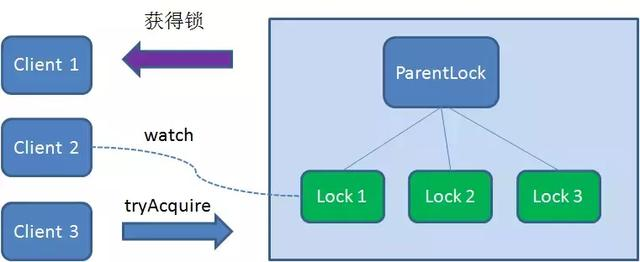 获得锁
Client 1
ParentLock
Client 2
watch
Lock 1
Lock 2
Lock 3
Client 3
tryAcquire